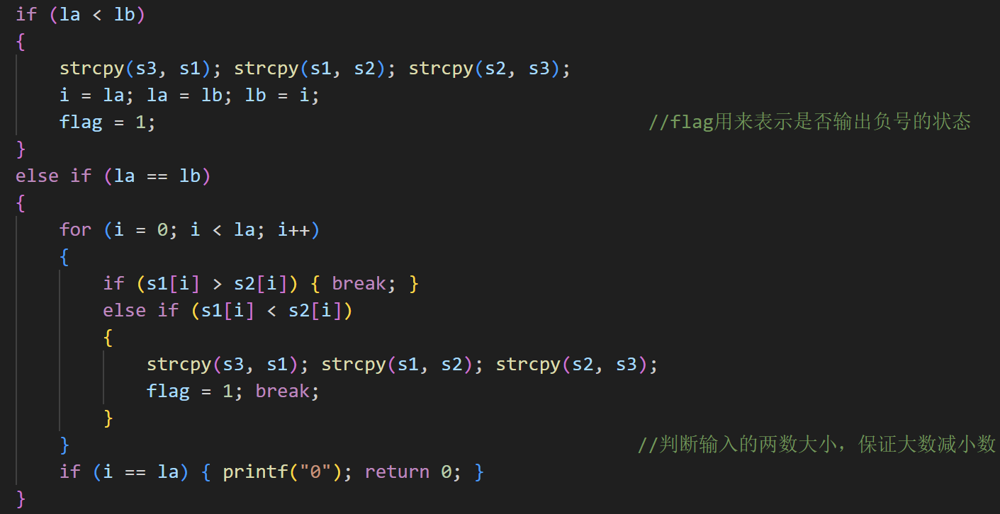 if (la < lb)
{
    strcpy(s3, s1); strcpy(s1, s2); strcpy(s2, s3);
    i = la; la = lb; lb = i;
    flag = 1;                                             //flag用来表示是否输出负号的状态
}
else if (la == lb)
{
    for (i = 0; i < la; i++)
    {
        if (s1[i] > s2[i]) { break; }
        else if (s1[i] < s2[i])
        {
            strcpy(s3, s1); strcpy(s1, s2); strcpy(s2, s3);
            flag = 1; break;
        }
    }                                                    //判断输入的两数大小，保证大数减小数
    if (i == la) { printf("0"); return 0; }
}